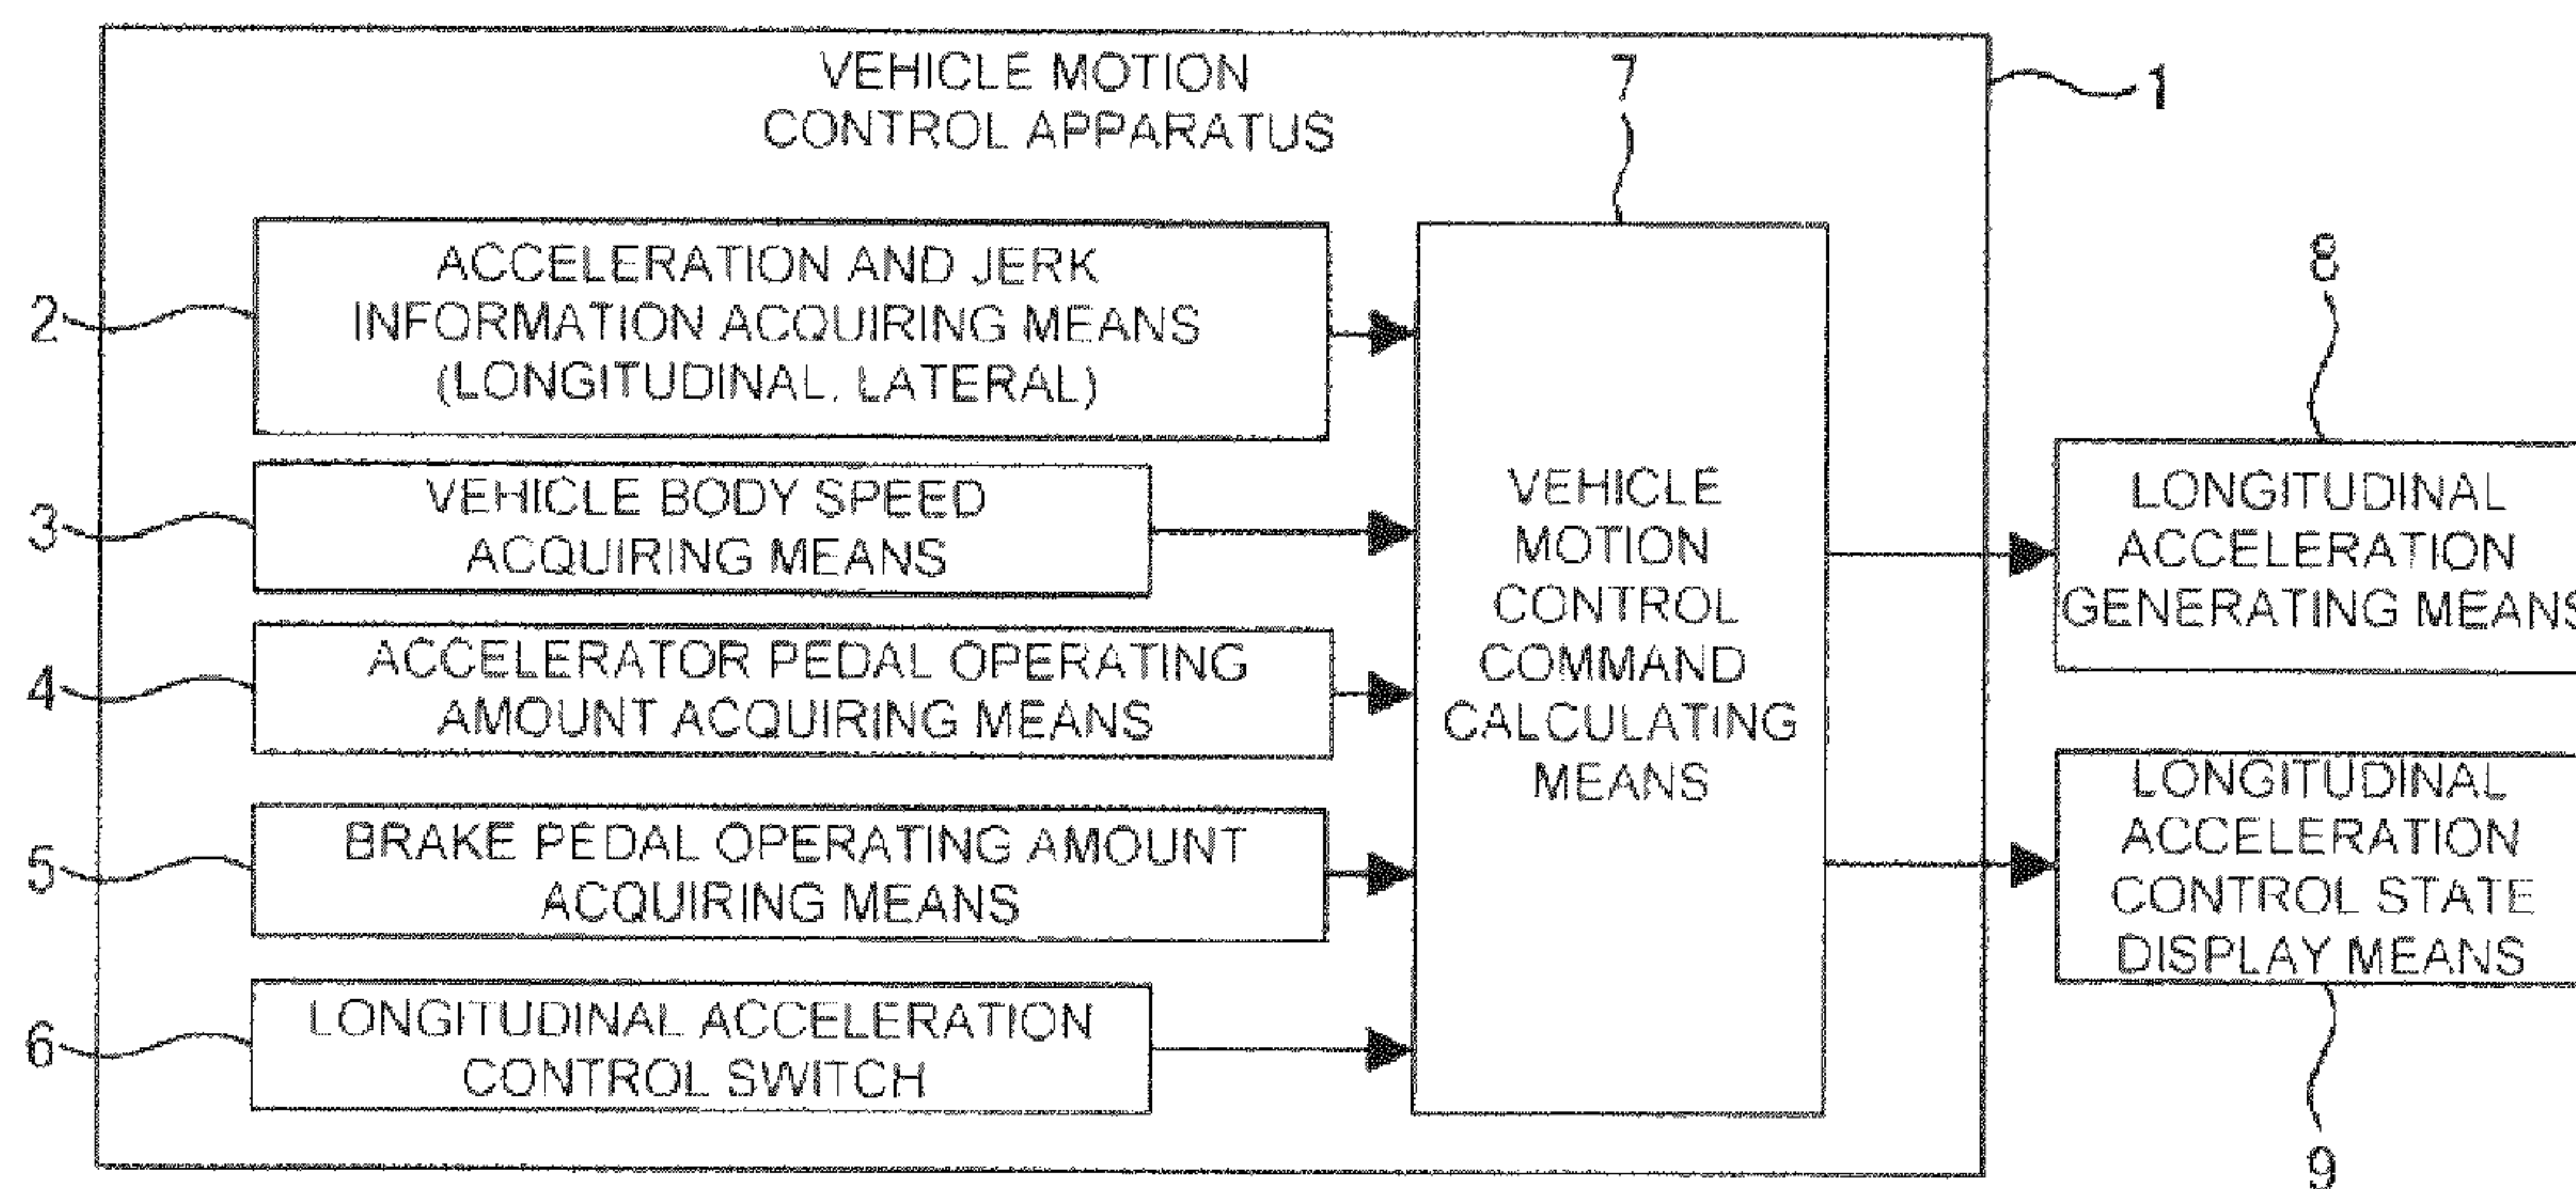 VEHICLE MOTION
CONTROL APPARATUS
7
1
ACCELERATION AND JERK
INFORMATION ACQUIRING MEANS
(LONGITUDINAL, LATERAL)
2
VEHICLE BODY SPEED
ACQUIRING MEANS
3
ACCELERATOR PEDAL OPERATING
AMOUNT ACQUIRING MEANS
4
BRAKE PEDAL OPERATING AMOUNT
ACQUIRING MEANS
5
LONGITUDINAL ACCELERATION
CONTROL SWITCH
6
VEHICLE
MOTION
CONTROL
COMMAND
CALCULATING
MEANS
8
LONGITUDINAL
ACCELERATION
GENERATING MEANS
LONGITUDINAL
ACCELERATION
CONTROL STATE
DISPLAY MEANS
9